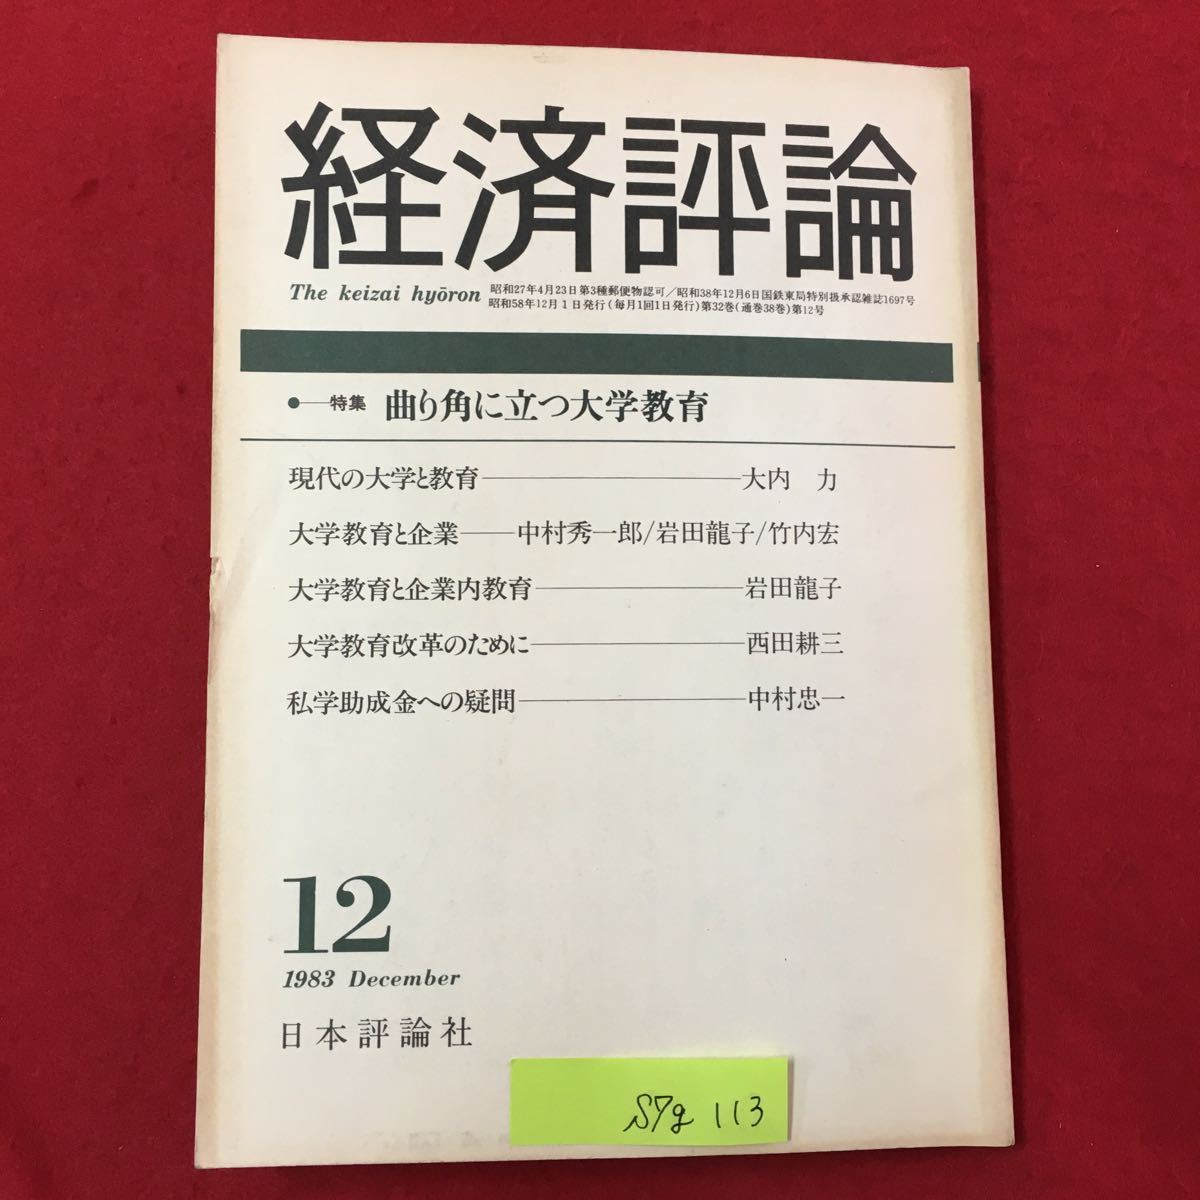 経済評論
The keizai hyōron 昭和27年4月23日第3種郵便物認可/昭和38年12月6日国鉄東局特別扱承認雑誌1697号
昭和58年12月1日発行(毎月1回1日発行)第32巻(通巻38巻)第12号
●—特集 曲り角に立つ大学教育
現代の大学と教育——大内 力
大学教育と企業——中村秀一郎/岩田龍子/竹内宏
大学教育と企業内教育——岩田龍子
大学教育改革のために——西田耕三
私学助成金への疑問——中村忠一
12
1983 December
日本評論社
S7g 113